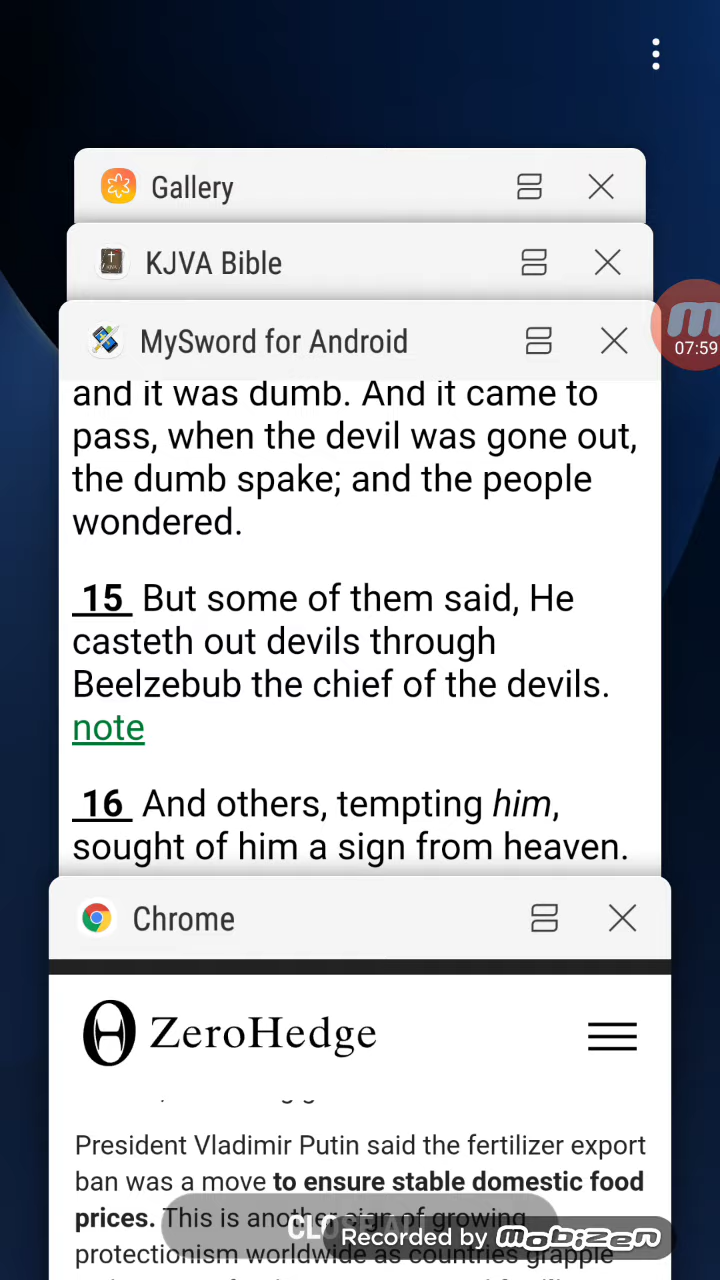 Gallery
KJVA Bible
MySword for Android
07:59
and it was dumb. And it came to
pass, when the devil was gone out,
the dumb spake; and the people
wondered.
15 But some of them said, He
casteth out devils through
Beelzebub the chief of the devils.
note
16 And others, tempting him,
sought of him a sign from heaven.
Chrome
ZeroHedge
President Vladimir Putin said the fertilizer export
ban was a move to ensure stable domestic food
prices. This is another sign of growing
protectionism worldwide as countries grapple
Recorded by mobizen